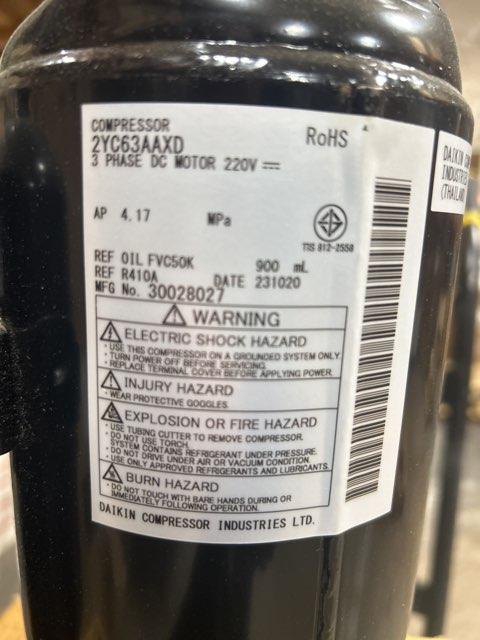 COMPRESSOR
2YC63AAXD
3 PHASE DC MOTOR 220V
RoHS
AP 4.17 MPa
TIS 812-2558
REF OIL FVC50K 900 mL
REF R410A DATE 231020
MFG No. 30028027
WARNING
ELECTRIC SHOCK HAZARD
・USE THIS COMPRESSOR ON A GROUNDED SYSTEM ONLY.
・TURN POWER OFF BEFORE SERVICING.
・REPLACE TERMINAL COVER BEFORE APPLYING POWER.
INJURY HAZARD
・WEAR PROTECTIVE GOGGLES.
EXPLOSION OR FIRE HAZARD
・USE TUBING CUTTER TO REMOVE COMPRESSOR.
・DO NOT USE TORCH.
SYSTEM CONTAINS REFRIGERANT UNDER PRESSURE.
・DO NOT DRIVE UNDER AIR OR VACUUM CONDITION.
・USE ONLY APPROVED REFRIGERANTS AND LUBRICANTS.
BURN HAZARD
・DO NOT TOUCH WITH BARE HANDS DURING OR
IMMEDIATELY FOLLOWING OPERATION.
DAIKIN COMPRESSOR INDUSTRIES LTD.
DAIKIN
INDUSTRIES
(THAILAN